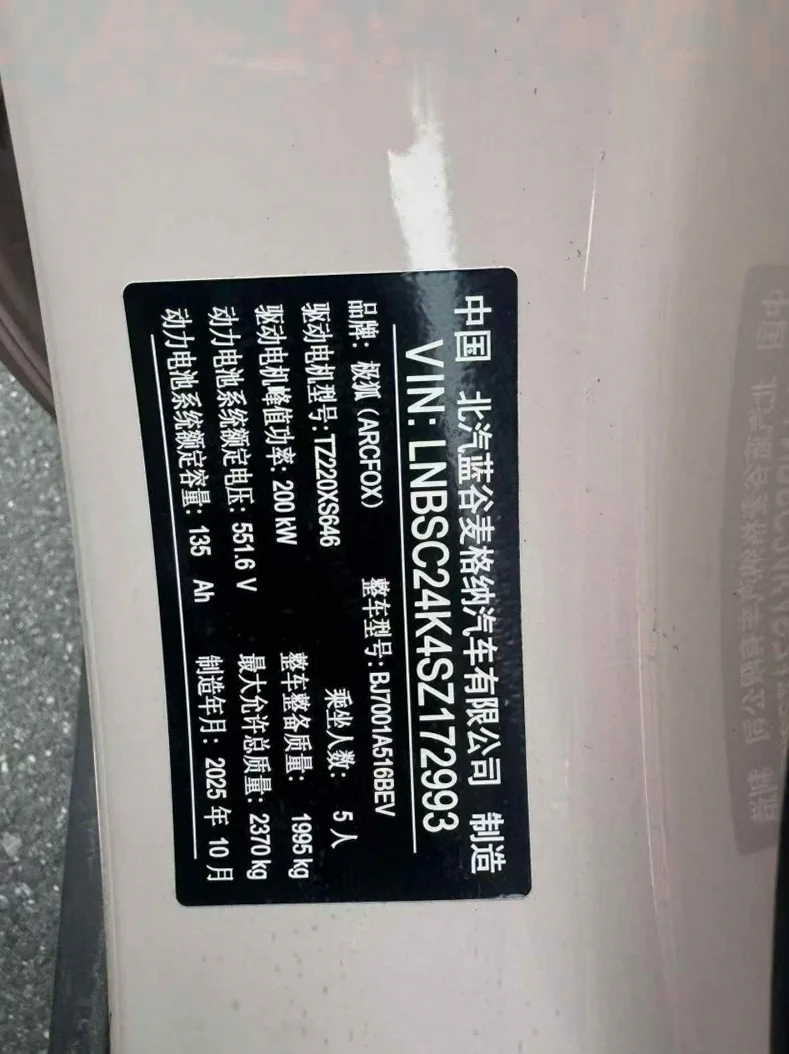 中国 北汽蓝谷麦格纳汽车有限公司 制造
VIN: LNBSC24K4SZ172993
品牌: 极狐(ARCFOX) 整车型号: BJ7001A516BEV
驱动电机型号: TZ220XS646 乘坐人数: 5 人
驱动电机峰值功率: 200 kW 整车整备质量: 1995 kg
动力电池系统额定电压: 551.6 V 最大允许总质量: 2370 kg
动力电池系统额定容量: 135 Ah 制造年月: 2025 年 10 月